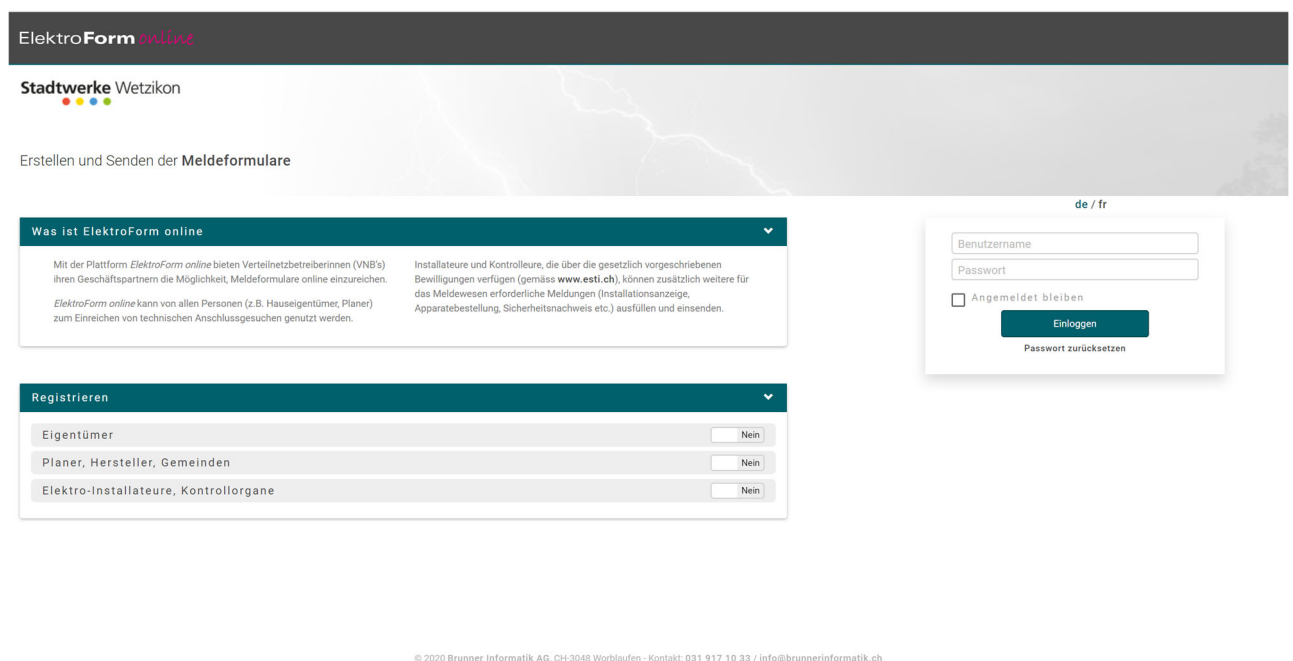 ElektroForm online
Stadtwerke Wetzikon
Erstellen und Senden der Meldeformulare
de / fr
Was ist ElektroForm online
Mit der Plattform ElektroForm online bieten Verteilnetzbetreiberinnen (VNB's)
ihren Geschäftspartnern die Möglichkeit, Meldeformulare online einzureichen.
ElektroForm online kann von allen Personen (z.B. Hauseigentümer, Planer)
zum Einreichen von technischen Anschlussgesuchen genutzt werden.
Installateure und Kontrolleure, die über die gesetzlich vorgeschriebenen
Bewilligungen verfügen (gemäss www.esti.ch), können zusätzlich weitere für
das Meldewesen erforderliche Meldungen (Installationsanzeige,
Apparatebestellung, Sicherheitsnachweis etc.) ausfüllen und einsenden.
Benutzername
Passwort
Angemeldet bleiben
Einloggen
Passwort zurücksetzen
Registrieren
Eigentümer Nein
Planer, Hersteller, Gemeinden Nein
Elektro-Installateure, Kontrollorgane Nein
© 2020 Brunner Informatik AG, CH-3048 Worblaufen - Kontakt: 031 917 10 33 / info@brunnerinformatik.ch